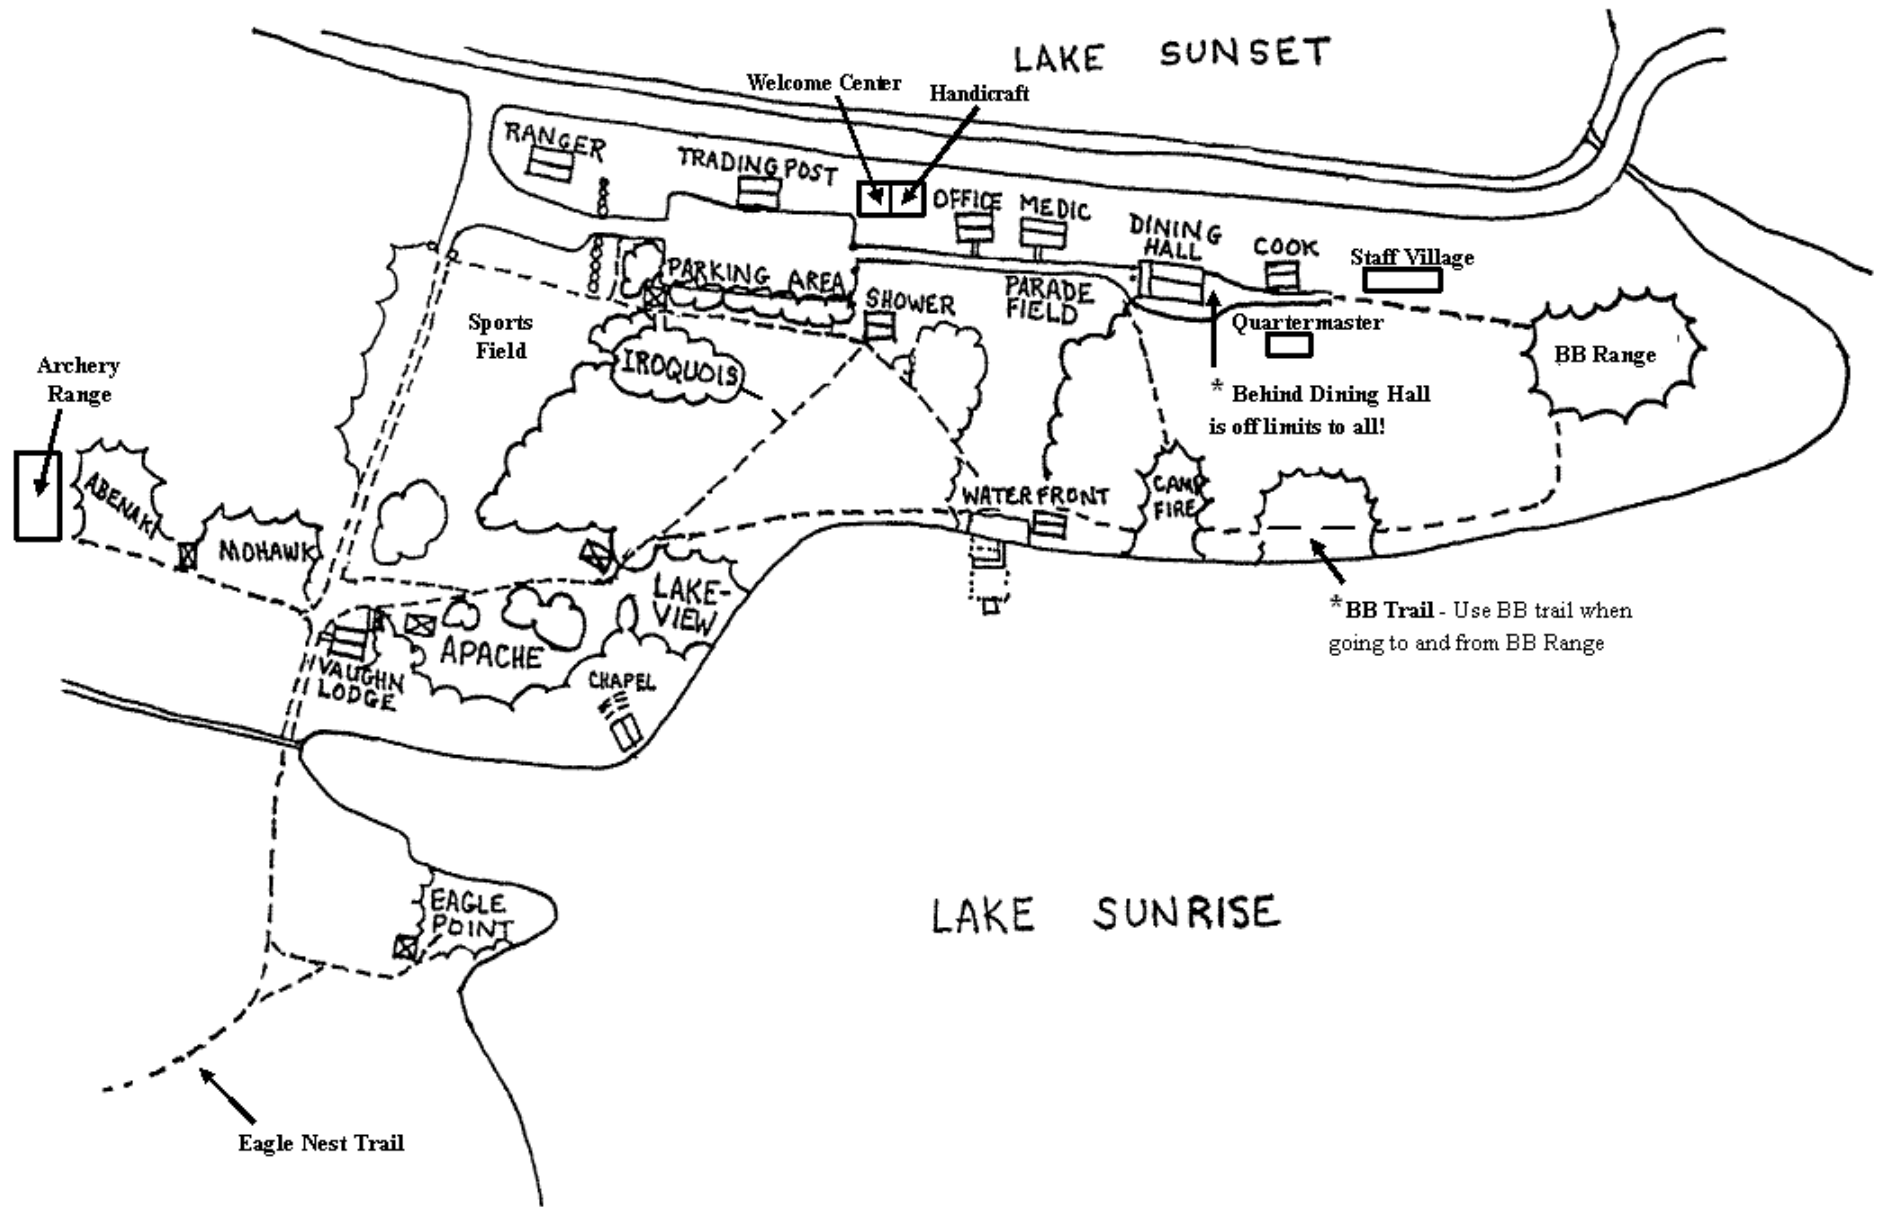 LAKE SUNSET
Welcome Center
Handicraft
RANGER
TRADING POST
OFFICE
MEDIC
DINING
HALL
COOK
Staff Village
PARKING AREA
SHOWER
PARADE
FIELD
Quartermaster
Sports
Field
IROQUOIS
BB Range
Archery
Range
* Behind Dining Hall
is off limits to all!
ABENAKI
MOHAWK
WATERFRONT
CAMP
FIRE
LAKE-
VIEW
*BB Trail - Use BB trail when
going to and from BB Range
APACHE
VAUGHN
LODGE
CHAPEL
EAGLE
POINT
LAKE SUNRISE
Eagle Nest Trail